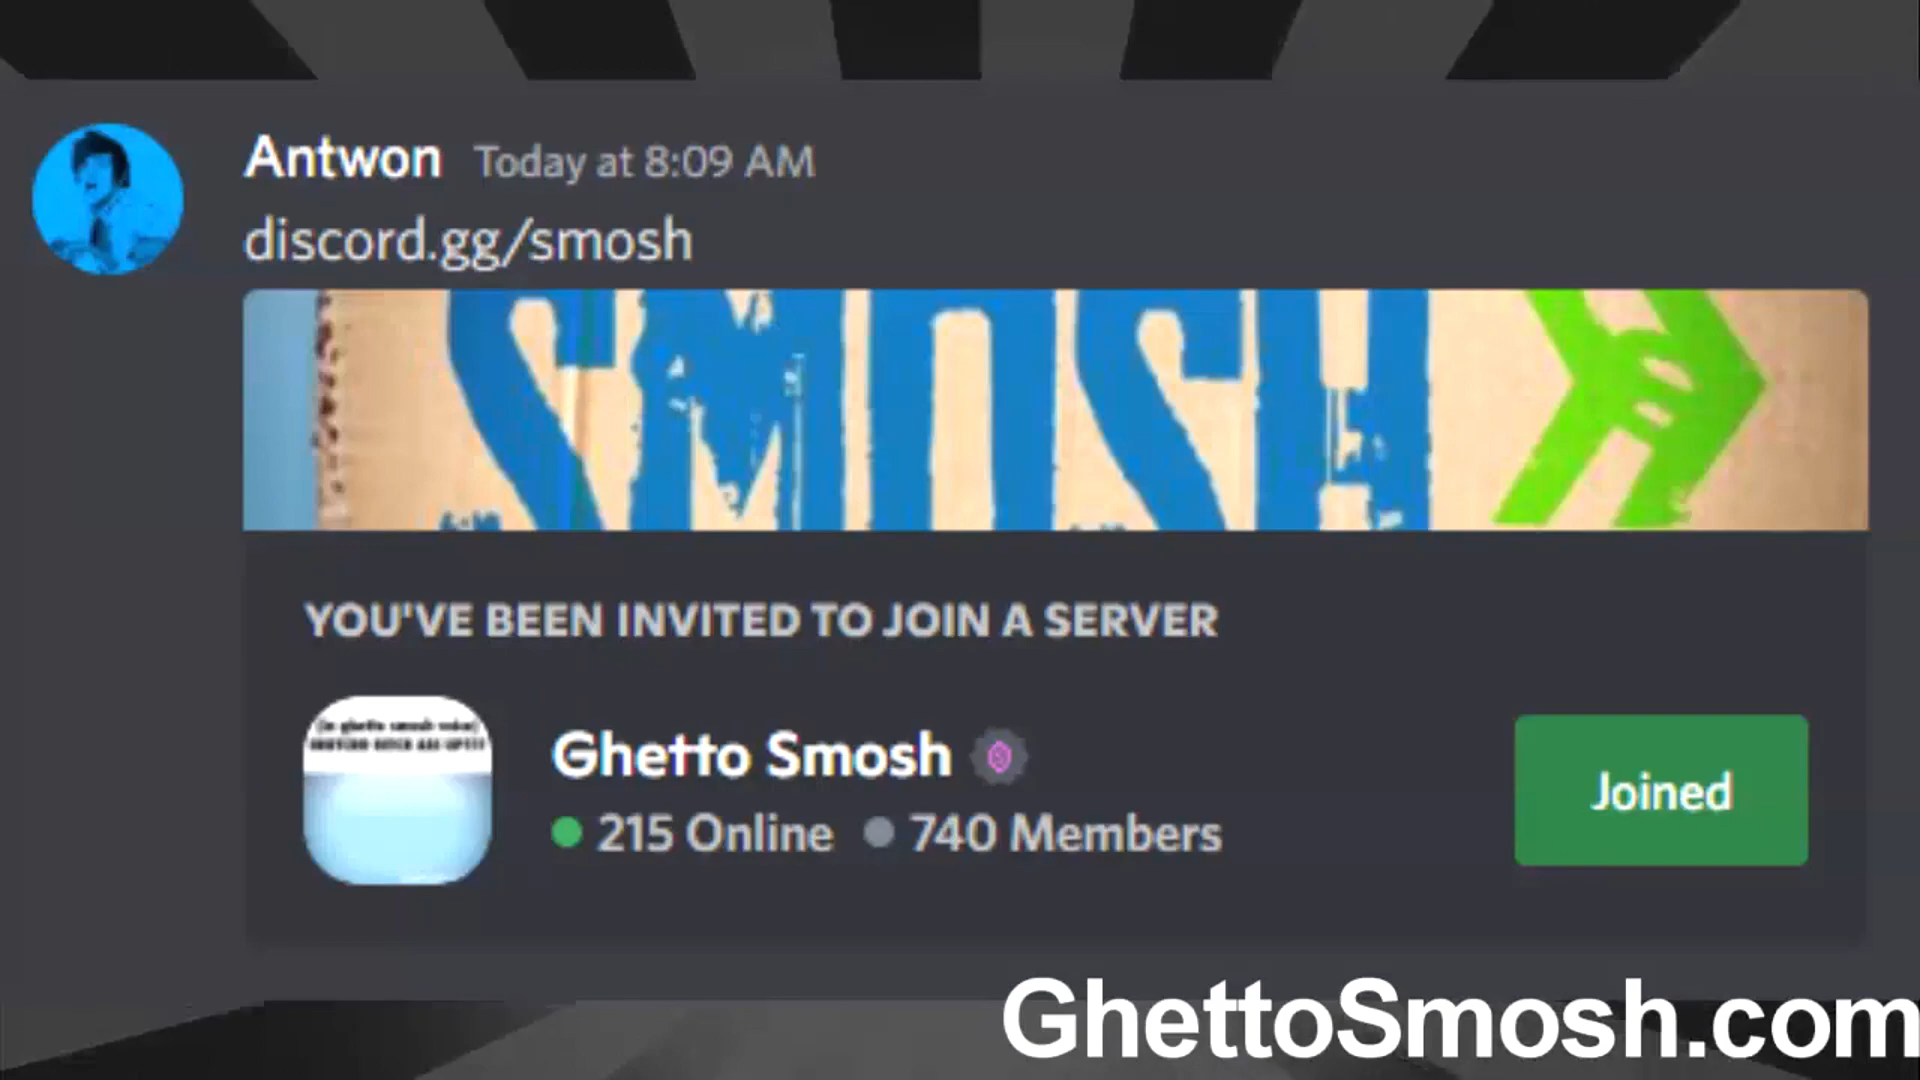 Antwon Today at 8:09 AM
discord.gg/smosh
SMOSH
YOU'VE BEEN INVITED TO JOIN A SERVER
Ghetto Smosh
215 Online 740 Members
Joined
GhettoSmosh.com